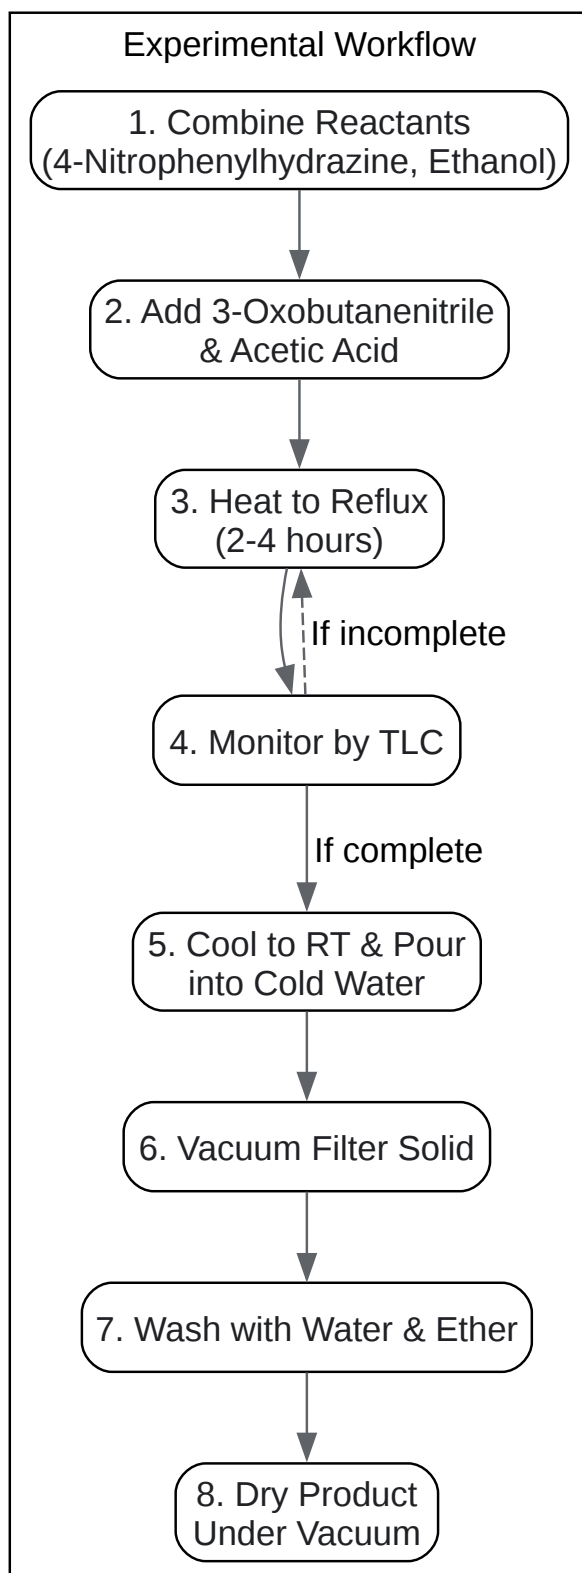 Experimental Workflow
1. Combine Reactants
(4-Nitrophenylhydrazine, Ethanol)
2. Add 3-Oxobutanenitrile
& Acetic Acid
3. Heat to Reflux
(2-4 hours)
If incomplete
4. Monitor by TLC
If complete
5. Cool to RT & Pour
into Cold Water
6. Vacuum Filter Solid
7. Wash with Water & Ether
8. Dry Product
Under Vacuum